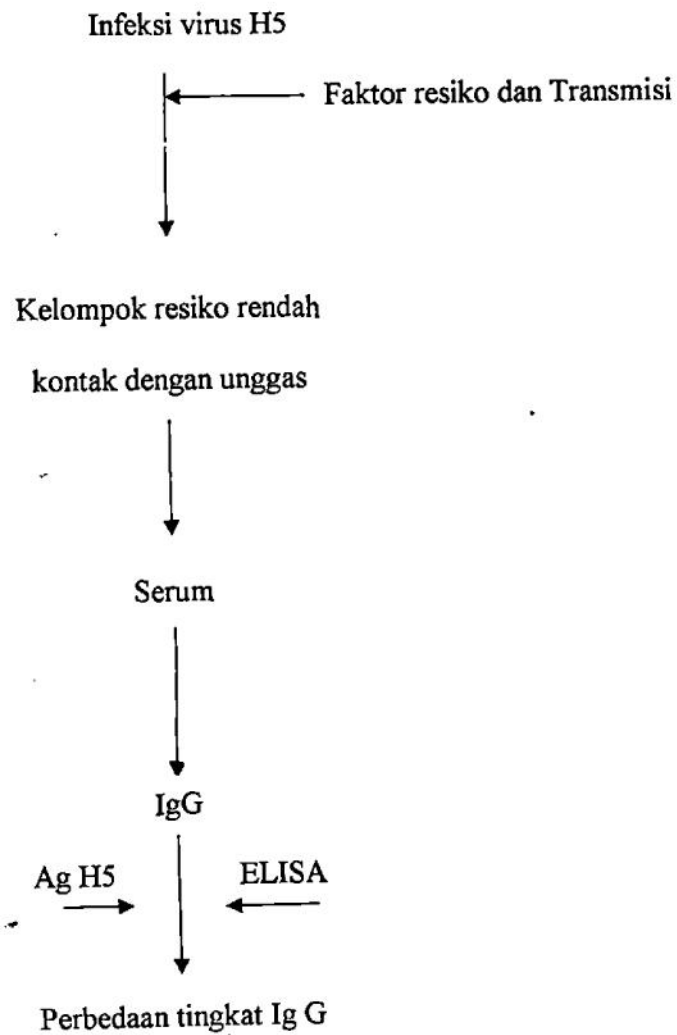 Infeksi virus H5
Faktor resiko dan Transmisi
Kelompok resiko rendah
kontak dengan unggas
Serum
IgG
Ag H5
ELISA
Perbedaan tingkat Ig G